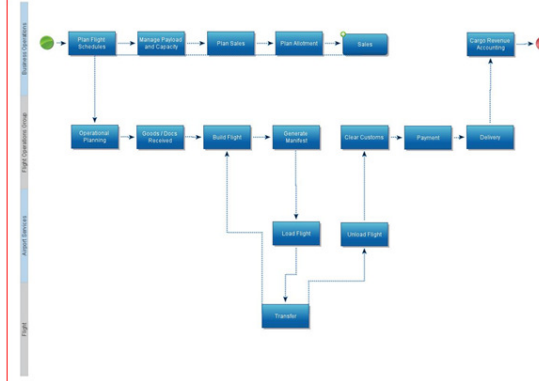 Business Operations
Plan Flight
Schedules
Manage Payload
and Capacity
Plan Sales
Plan Allotment
Sales
Cargo Revenue
Accounting
Flight Operations Group
Operational
Planning
Goods / Docs
Received
Build Flight
Generate
Manifest
Clear Customs
Payment
Delivere
Airport Services
Load Flight
Unload Flight
Flight
Transfer